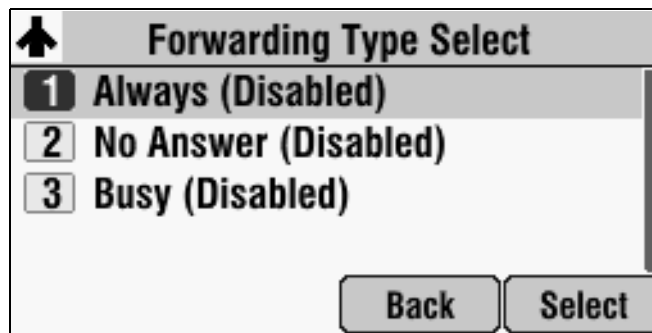 Forwarding Type Select
1 Always (Disabled)
2 No Answer (Disabled)
3 Busy (Disabled)
Back Select